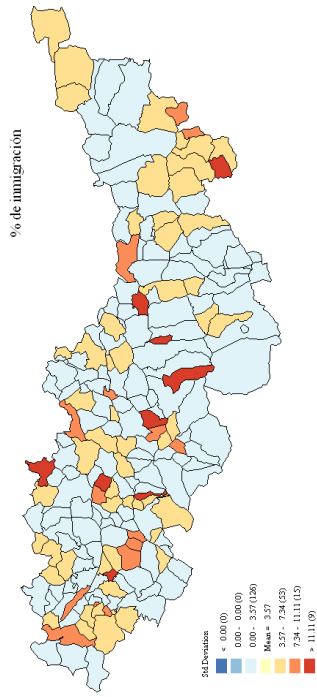 % de inmigración
Std Deviation
< 0.00 (0)
0.00 - 0.00 (0)
0.00 - 3.57 (126)
Mean = 3.57
3.57 - 7.34 (53)
7.34 - 11.11 (15)
> 11.11 (9)